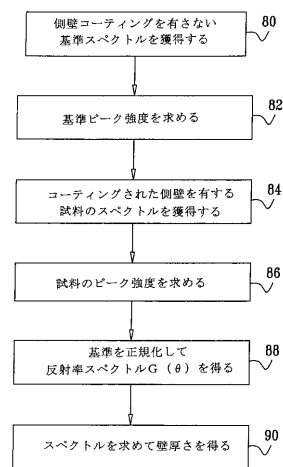 側壁コーティングを有さない
基準スペクトルを獲得する
80
基準ピーク強度を求める
82
コーティングされた側壁を有する
試料のスペクトルを獲得する
84
試料のピーク強度を求める
86
基準を正規化して
反射率スペクトルG(θ)を得る
88
スペクトルを求めて壁厚さを得る
90